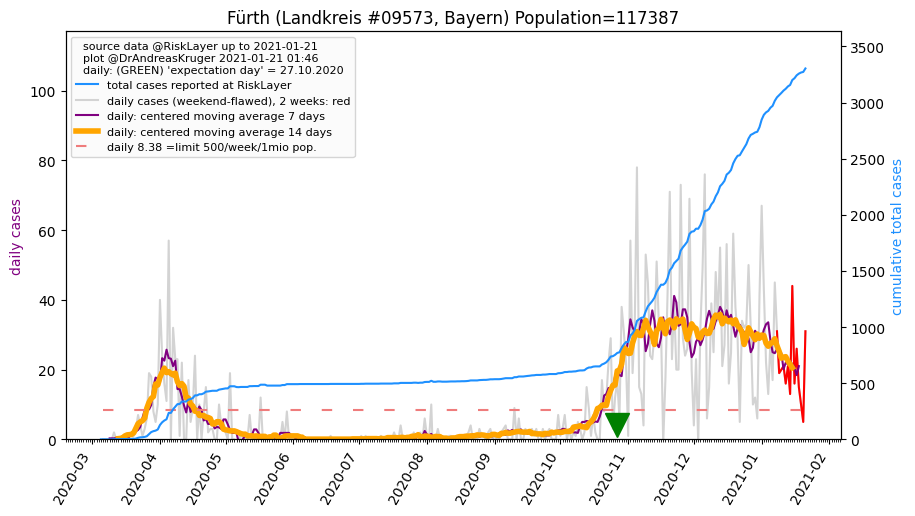 Fürth (Landkreis #09573, Bayern) Population=117387
source data @RiskLayer up to 2021-01-21
plot @DrAndreasKruger 2021-01-21 01:46
daily: (GREEN) 'expectation day' = 27.10.2020
total cases reported at RiskLayer
daily cases (weekend-flawed), 2 weeks: red
daily: centered moving average 7 days
daily: centered moving average 14 days
daily 8.38 =limit 500/week/1mio pop.
daily cases
100
80
60
40
20
0
cumulative total cases
3500
3000
2500
2000
1500
1000
500
0
2020-03
2020-04
2020-05
2020-06
2020-07
2020-08
2020-09
2020-10
2020-11
2020-12
2021-01
2021-02